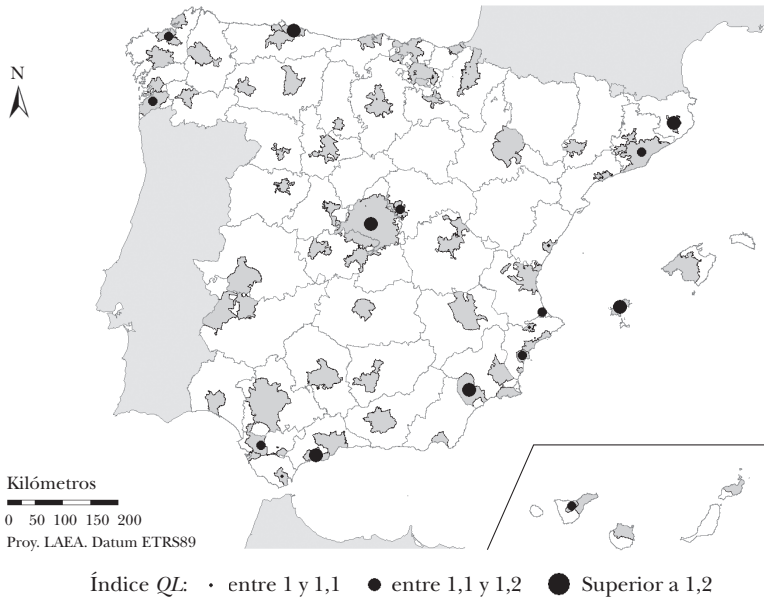 N
Kilómetros
0 50 100 150 200
Proy. LAEA. Datum ETRS89
Índice QL: entre 1 y 1,1 entre 1,1 y 1,2 Superior a 1,2